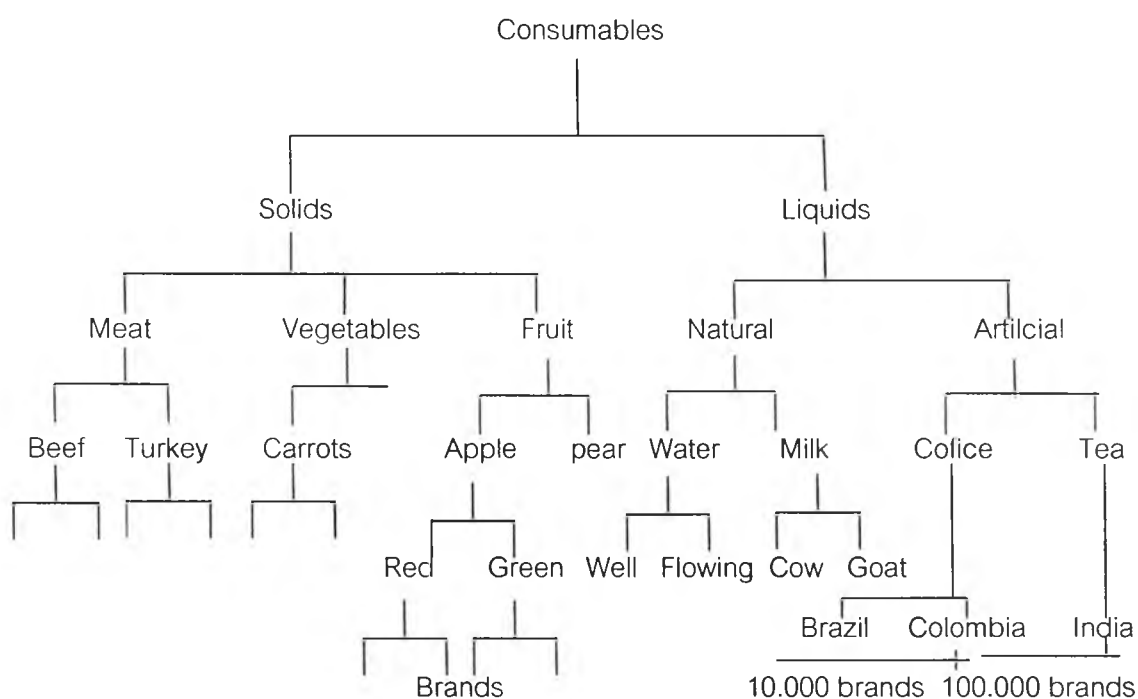 Consumables
Solids Liquids
Meat Vegetables Fruit Natural Artilcial
Beef Turkey Carrots Apple pear Water Milk Colice Tea
Red Green Well Flowing Cow Goat
Brazil Colombia India
Brands 10.000 brands 100.000 brands